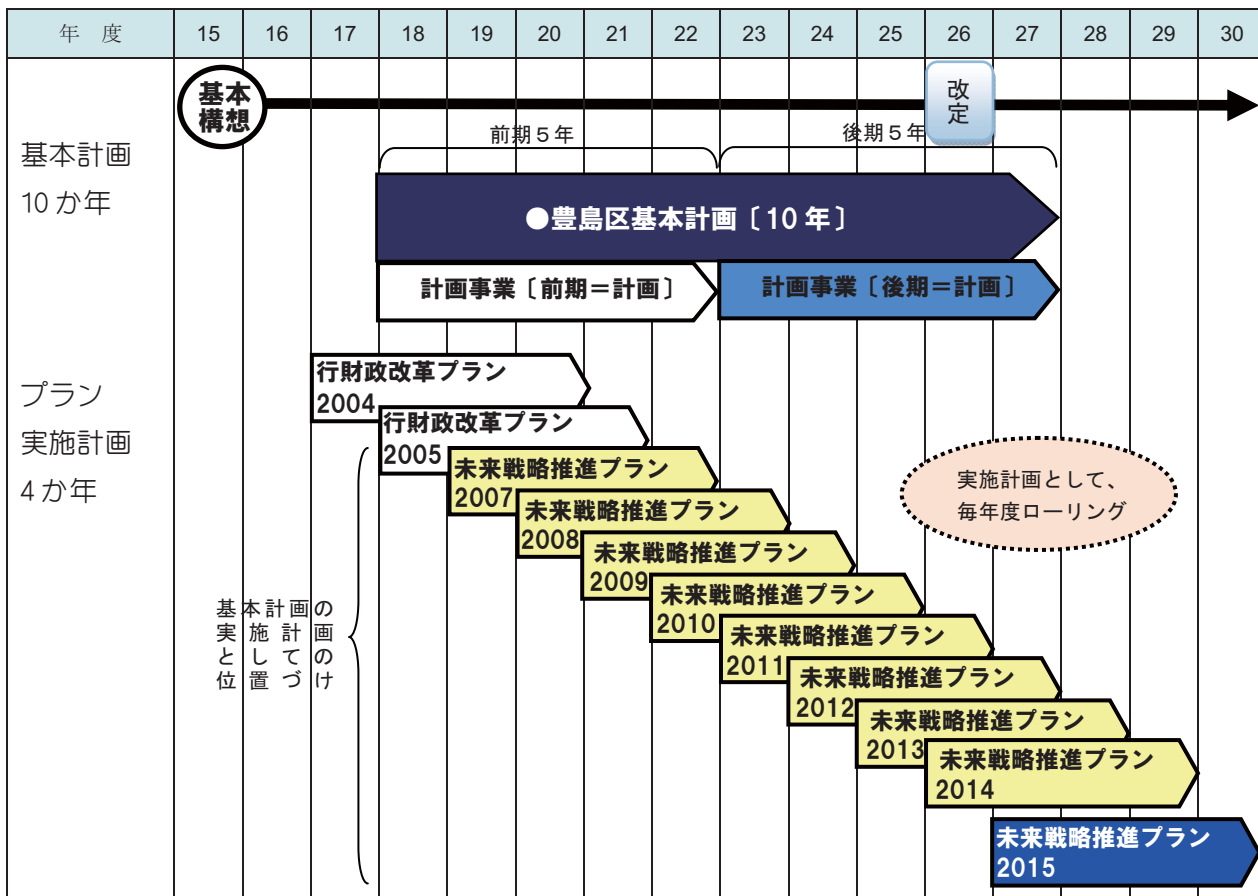 年 度 15 16 17 18 19 20 21 22 23 24 25 26 27 28 29 30
基本
構想
改
定
前期５年
後期５年
基本計画
10か年
●豊島区基本計画〔10年〕
計画事業〔前期＝計画〕
計画事業〔後期＝計画〕
プラン
実施計画
4か年
行財政改革プラン
2004
行財政改革プラン
2005
未来戦略推進プラン
2007
未来戦略推進プラン
2008
未来戦略推進プラン
2009
未来戦略推進プラン
2010
未来戦略推進プラン
2011
未来戦略推進プラン
2012
未来戦略推進プラン
2013
未来戦略推進プラン
2014
未来戦略推進プラン
2015
実施計画として、
毎年度ローリング
基本計画の
実施計画
として の
位置づけ